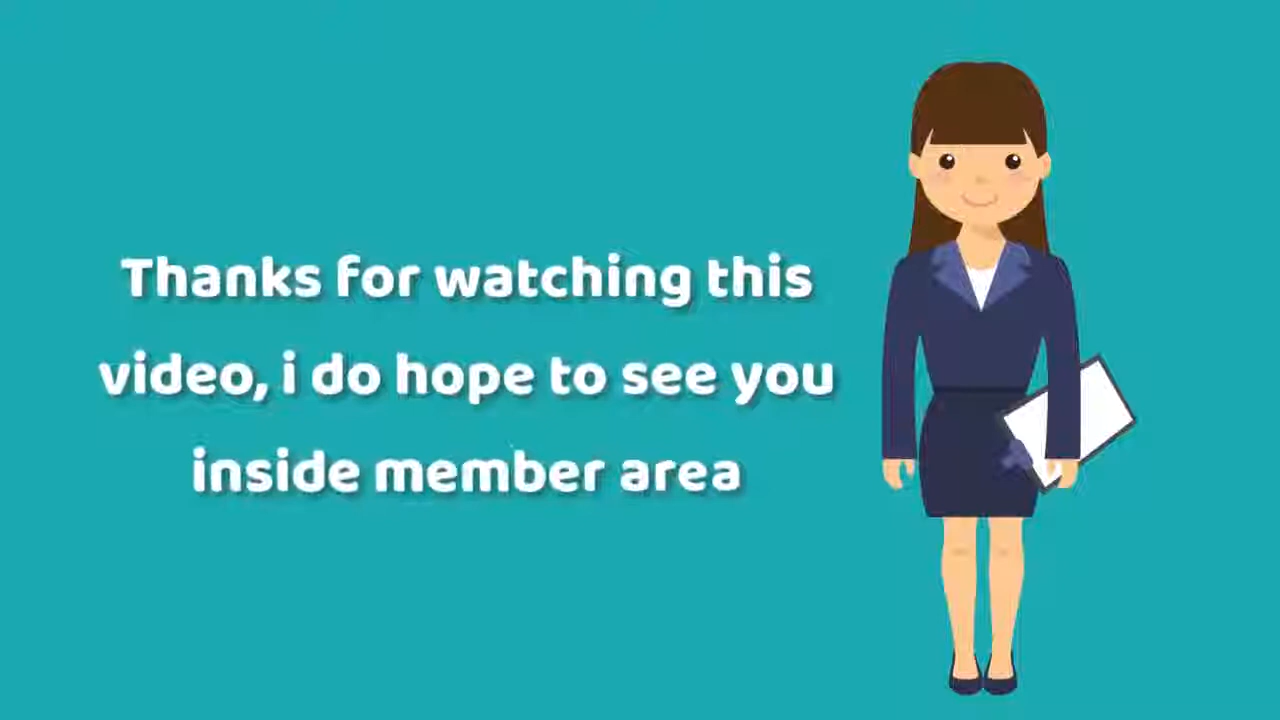 Thanks for watching this
video, i do hope to see you
inside member area